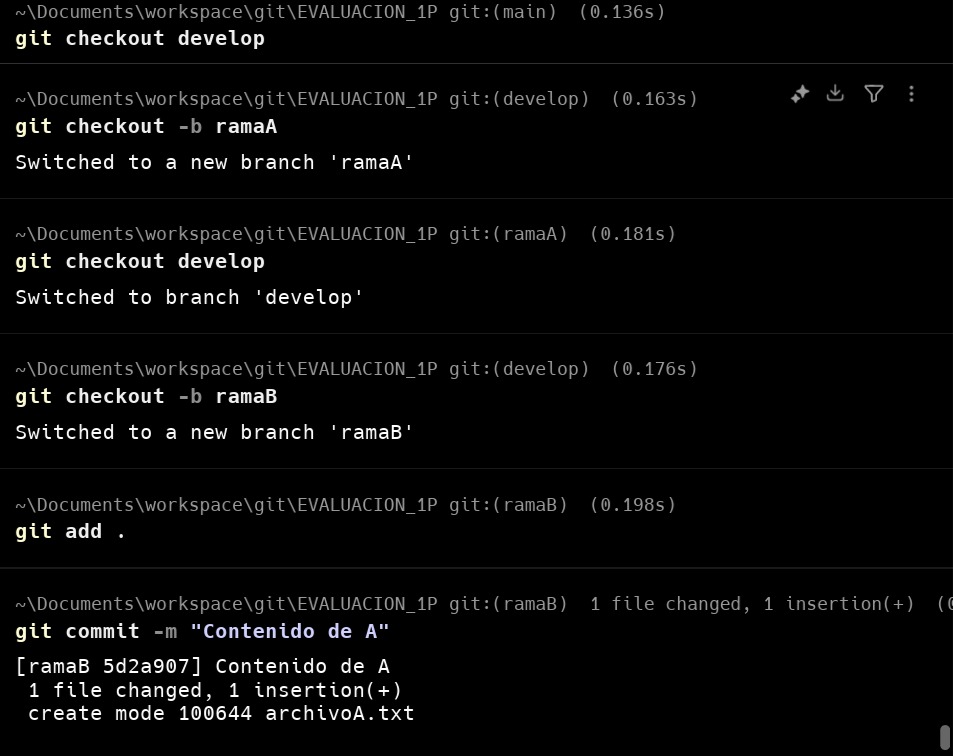 ~\Documents\workspace\git\EVALUACION_1P git:(main) (0.136s)
git checkout develop
~\Documents\workspace\git\EVALUACION_1P git:(develop) (0.163s)
git checkout -b ramaA
Switched to a new branch 'ramaA'
~\Documents\workspace\git\EVALUACION_1P git:(ramaA) (0.181s)
git checkout develop
Switched to branch 'develop'
~\Documents\workspace\git\EVALUACION_1P git:(develop) (0.176s)
git checkout -b ramaB
Switched to a new branch 'ramaB'
~\Documents\workspace\git\EVALUACION_1P git:(ramaB) (0.198s)
git add .
~\Documents\workspace\git\EVALUACION_1P git:(ramaB) 1 file changed, 1 insertion(+)
git commit -m "Contenido de A"
[ramaB 5d2a907] Contenido de A
1 file changed, 1 insertion(+)
create mode 100644 archivoA.txt